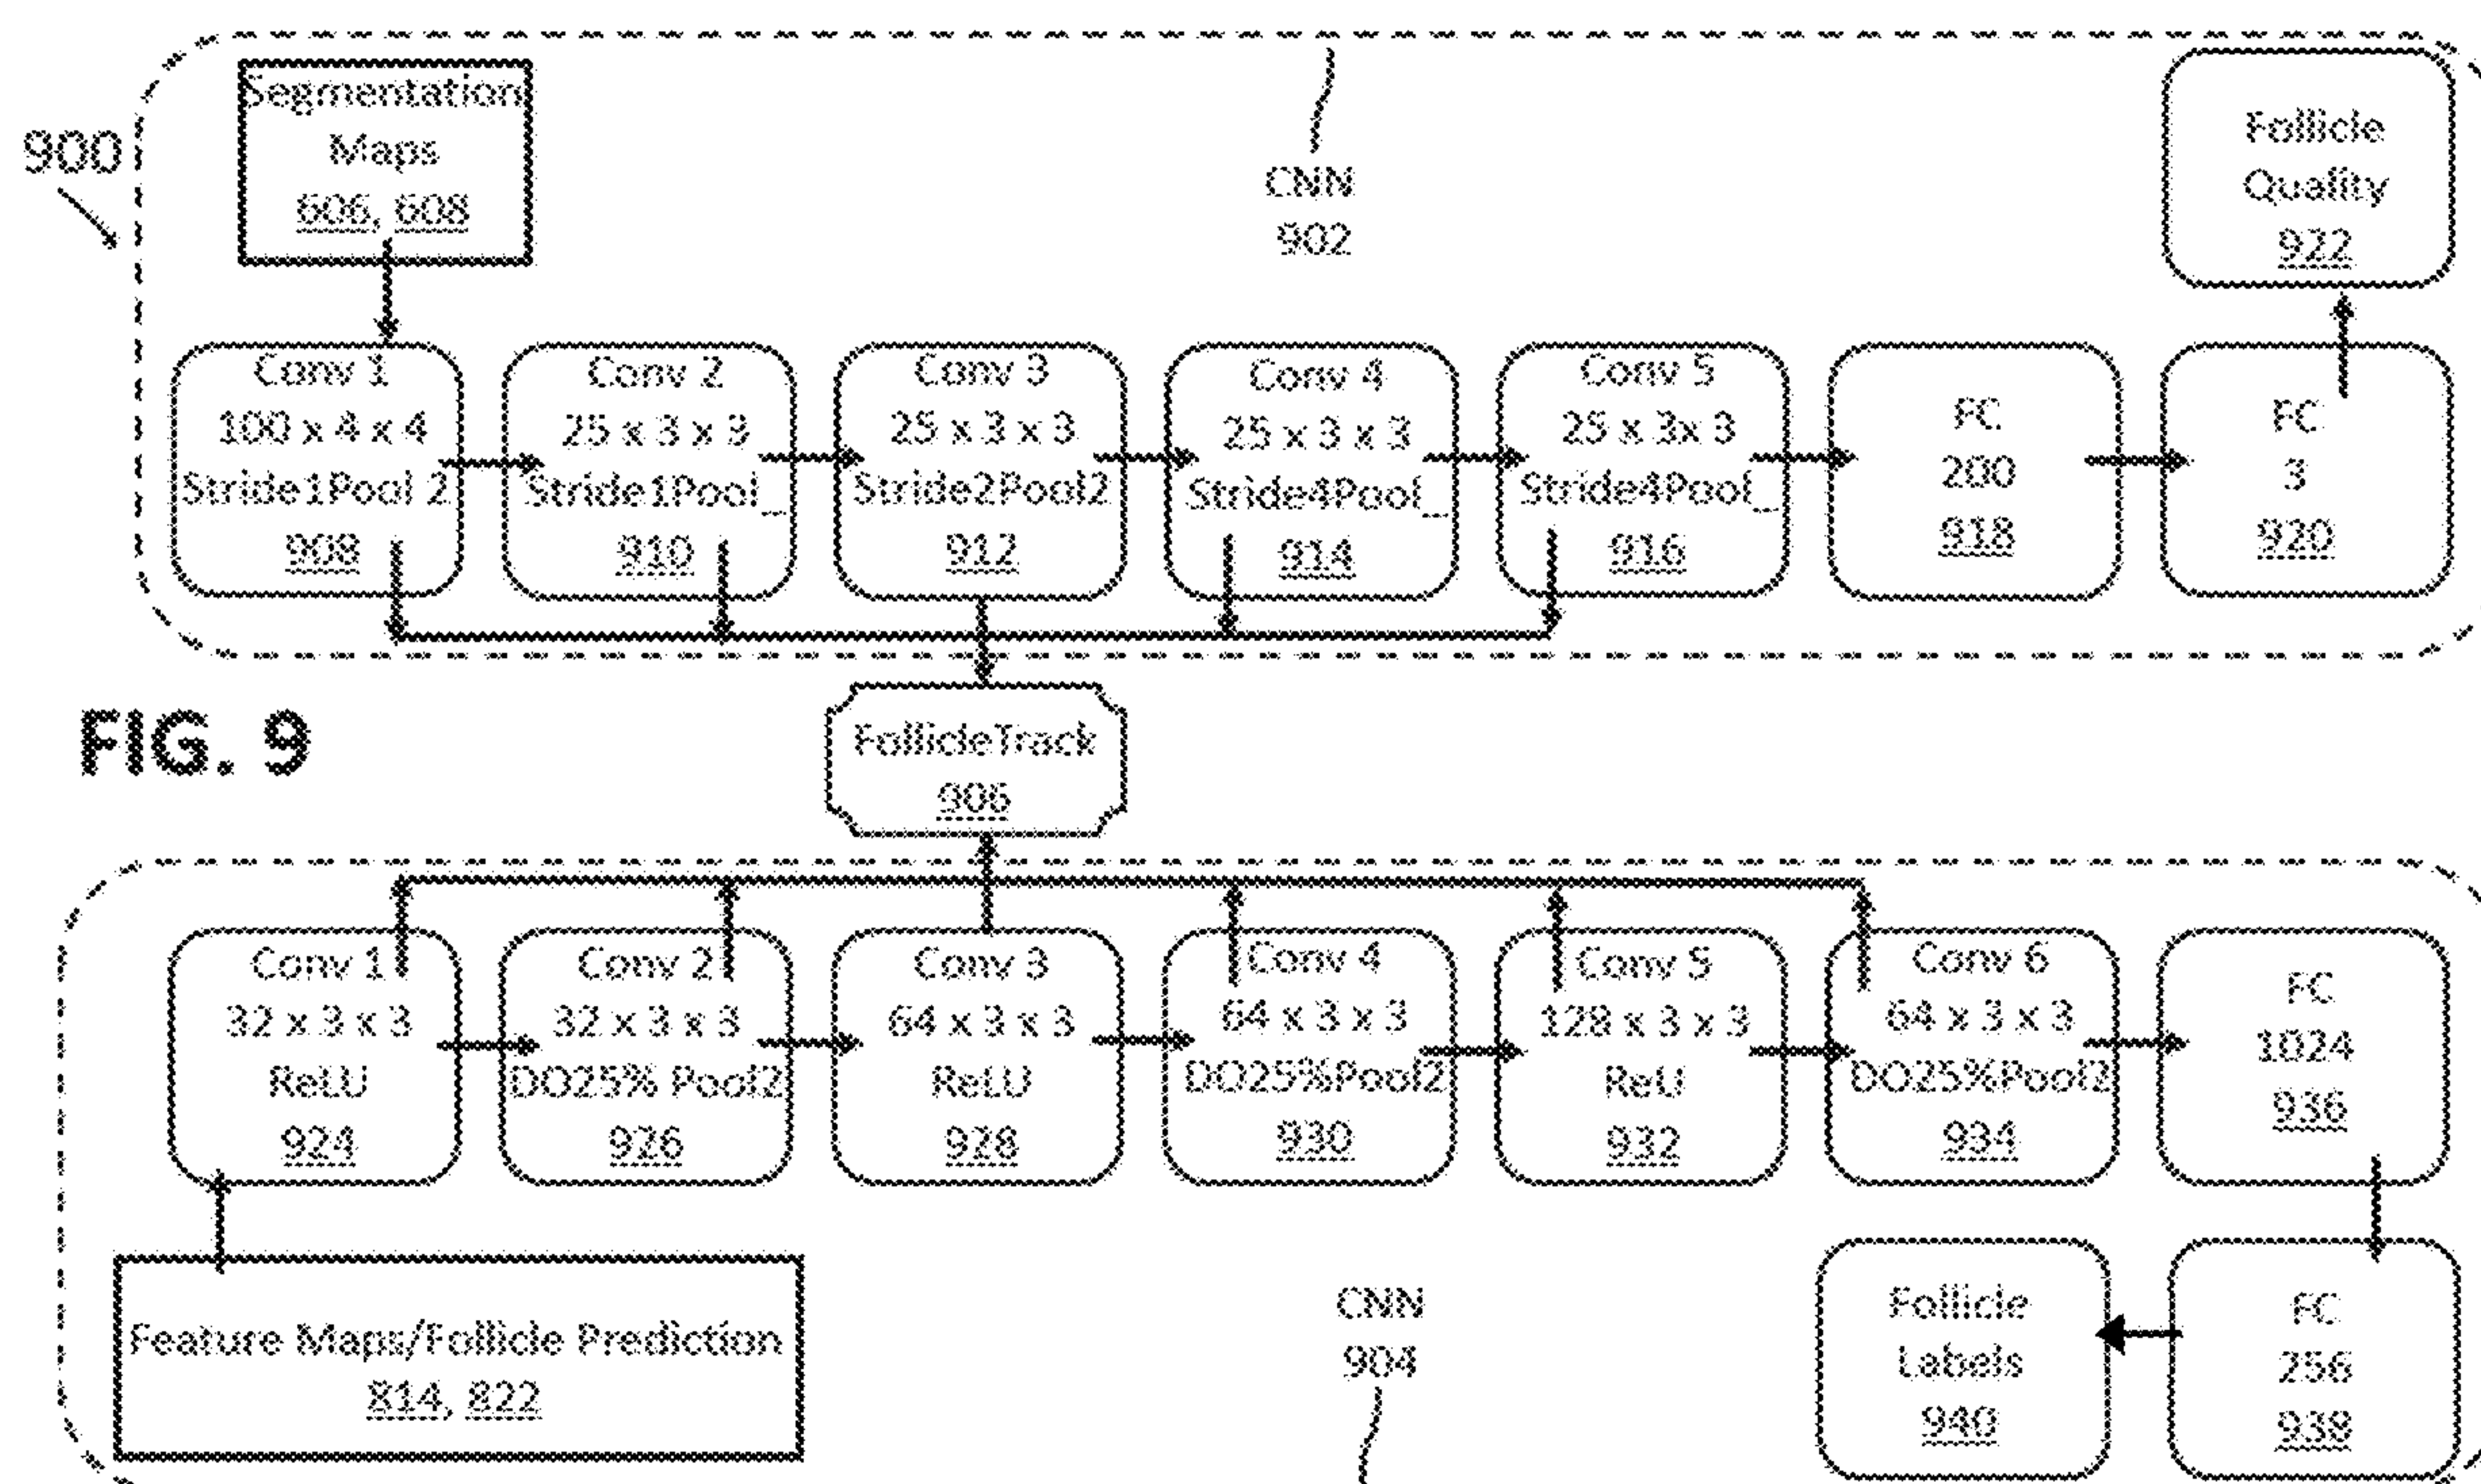 900
Segmentation
Maps
606, 608
CNN
902
Follicle
Quality
922
Conv 1
100 x 4 x 4
Stride1Pool 2
908
Conv 2
25 x 3 x 3
Stride1Pool_
910
Conv 3
25 x 3 x 3
Stride2Pool2
912
Conv 4
25 x 3 x 3
Stride4Pool_
914
Conv 5
25 x 3x 3
Stride4Pool_
916
FC
200
918
FC
3
920
FIG. 9
FollicleTrack
906
Conv 1
32 x 3 x 3
ReLU
924
Conv 2
32 x 3 x 3
DO25% Pool2
926
Conv 3
64 x 3 x 3
ReLU
928
Conv 4
64 x 3 x 3
DO25%Pool2
930
Conv 5
128 x 3 x 3
ReU
932
Conv 6
64 x 3 x 3
DO25%Pool2
934
FC
1024
936
Feature Maps/Follicle Prediction
814, 822
CNN
904
Follicle
Labels
940
FC
256
938